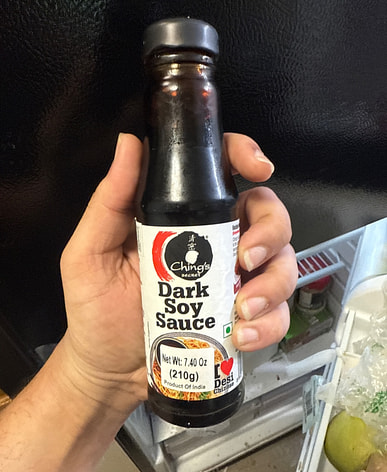 Ching's
SECRET
Dark
Soy
Sauce
Net Wt: 7.40 Oz
(210g)
Product Of India
I
Desi
Chinese